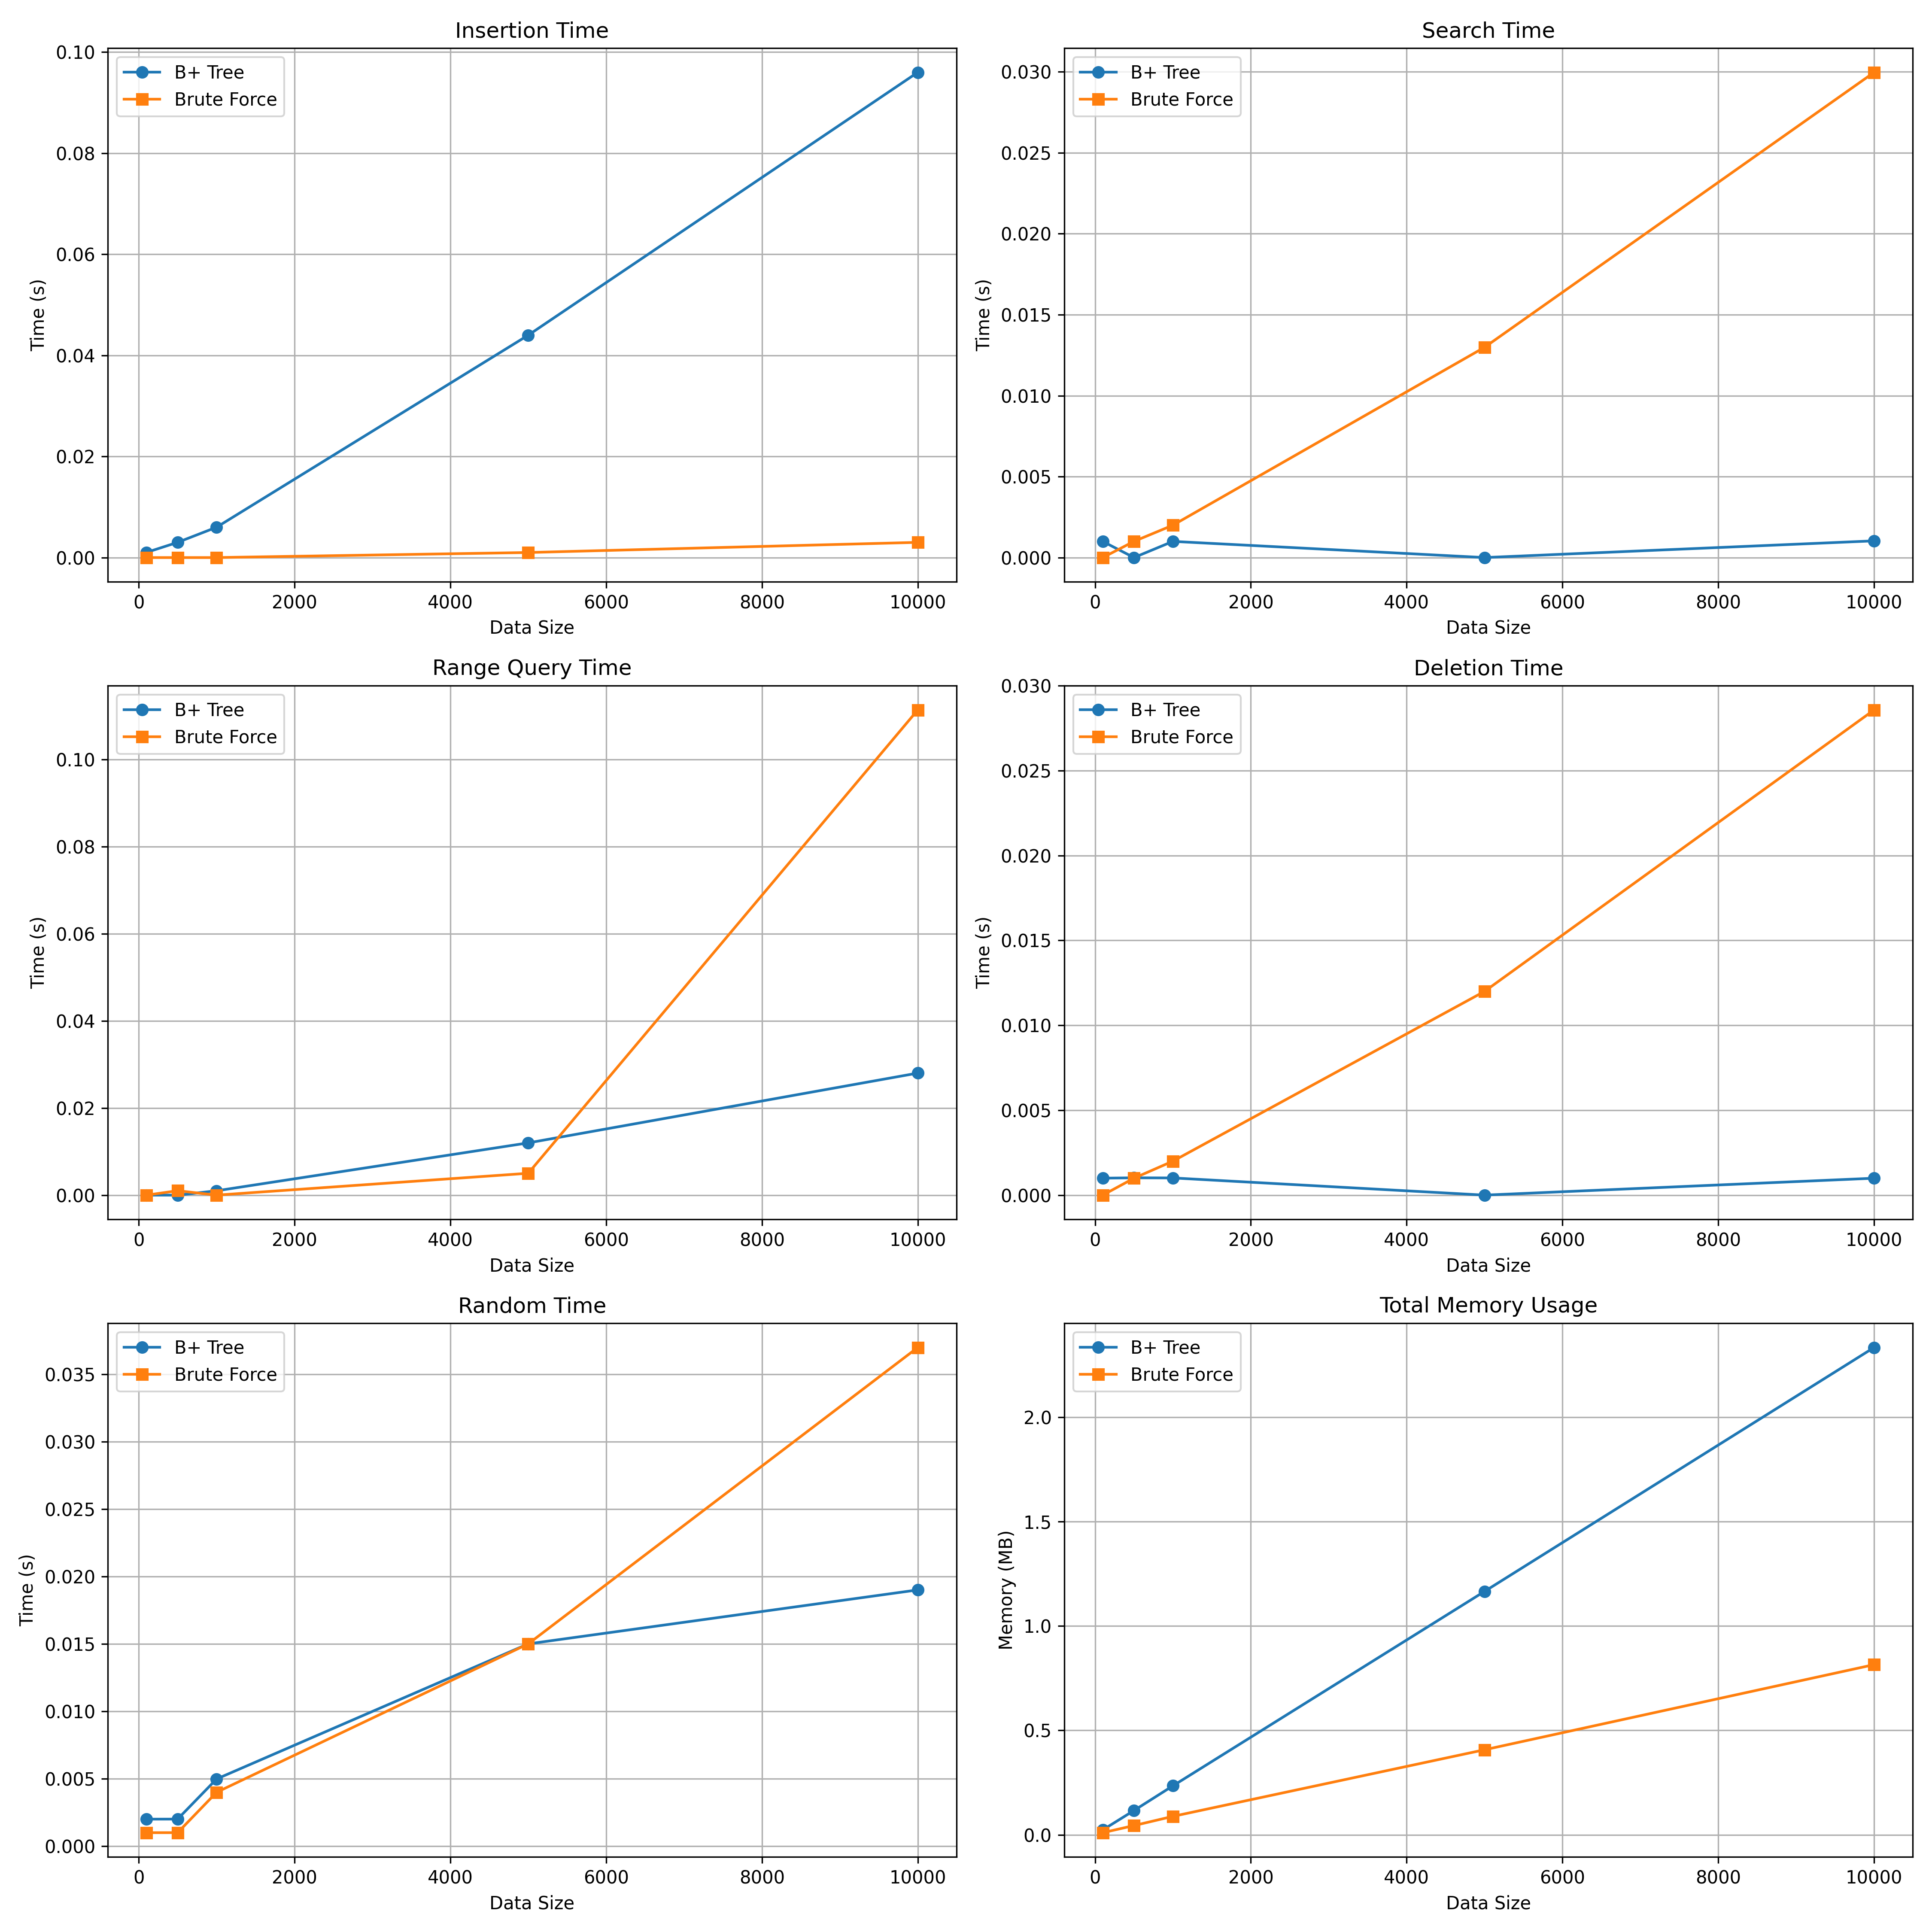 Insertion Time
B+ Tree
Brute Force
0.10
0.08
0.06
0.04
0.02
0.00
Time (s)
0 2000 4000 6000 8000 10000
Data Size
Search Time
B+ Tree
Brute Force
0.030
0.025
0.020
0.015
0.010
0.005
0.000
Time (s)
0 2000 4000 6000 8000 10000
Data Size
Range Query Time
B+ Tree
Brute Force
0.10
0.08
0.06
0.04
0.02
0.00
Time (s)
0 2000 4000 6000 8000 10000
Data Size
Deletion Time
B+ Tree
Brute Force
0.030
0.025
0.020
0.015
0.010
0.005
0.000
Time (s)
0 2000 4000 6000 8000 10000
Data Size
Random Time
B+ Tree
Brute Force
0.035
0.030
0.025
0.020
0.015
0.010
0.005
0.000
Time (s)
0 2000 4000 6000 8000 10000
Data Size
Total Memory Usage
B+ Tree
Brute Force
2.0
1.5
1.0
0.5
0.0
Memory (MB)
0 2000 4000 6000 8000 10000
Data Size